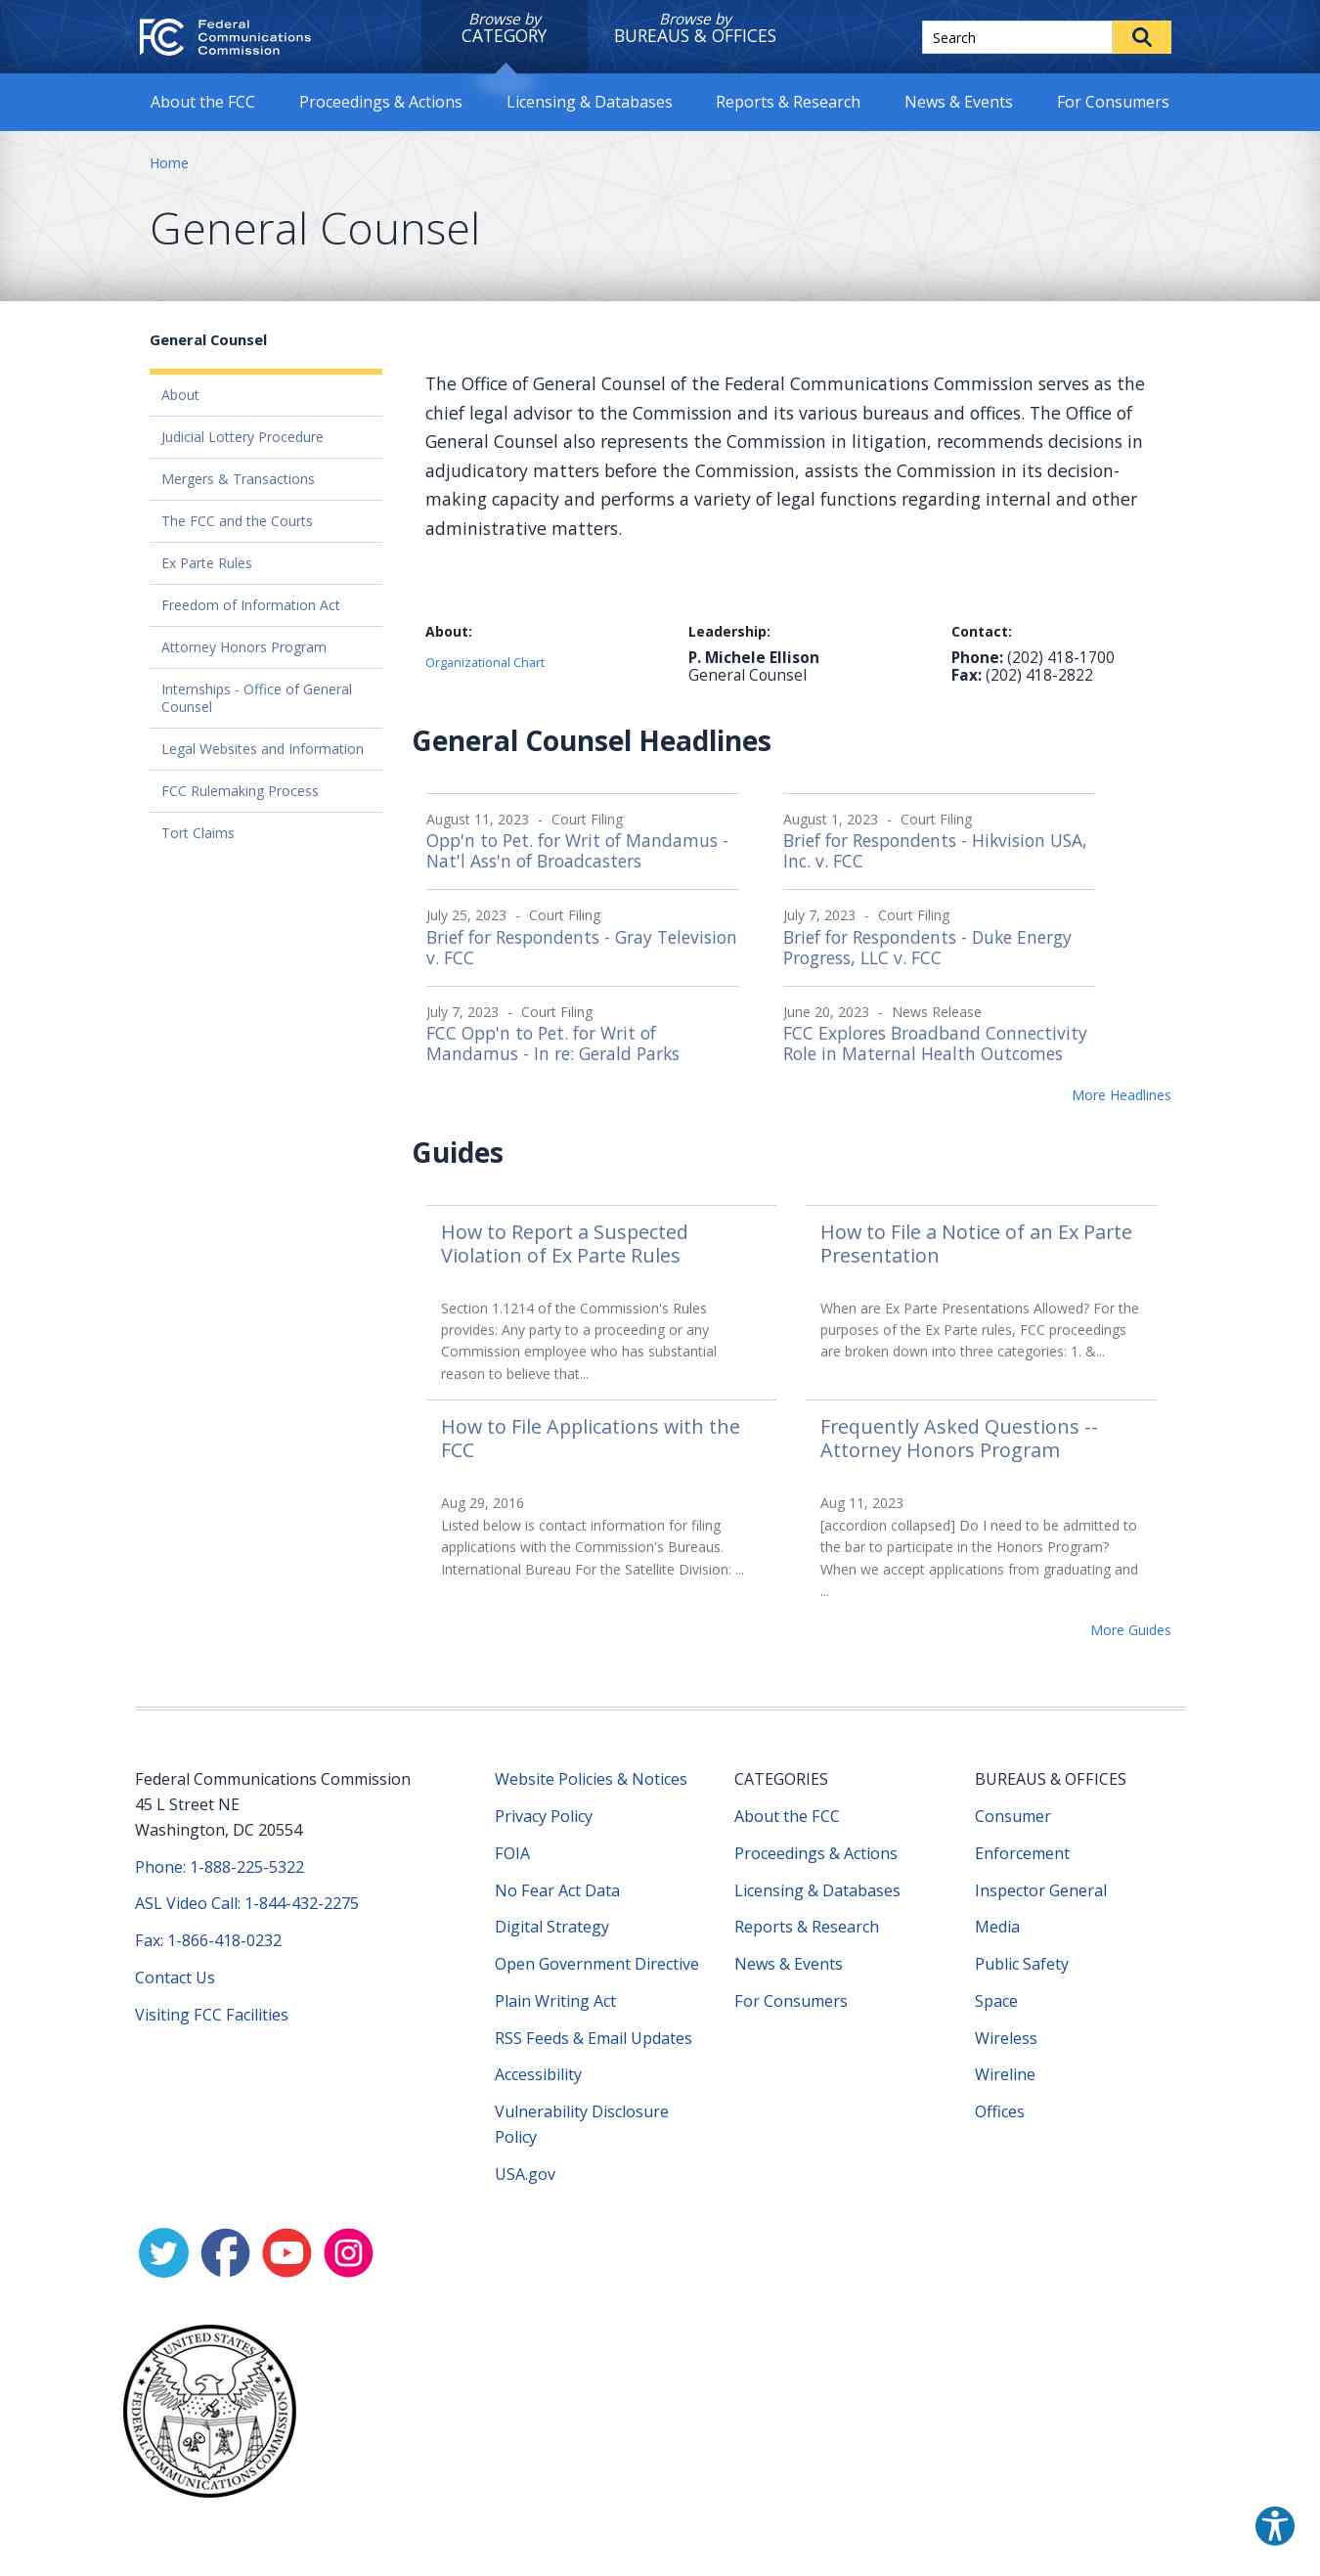 Federal
Communications
Commission
Browse by
CATEGORY
Browse by
BUREAUS & OFFICES
Search
About the FCC
Proceedings & Actions
Licensing & Databases
Reports & Research
News & Events
For Consumers
Home
General Counsel
General Counsel
About
Judicial Lottery Procedure
Mergers & Transactions
The FCC and the Courts
Ex Parte Rules
Freedom of Information Act
Attorney Honors Program
Internships - Office of General
Counsel
Legal Websites and Information
FCC Rulemaking Process
Tort Claims
The Office of General Counsel of the Federal Communications Commission serves as the
chief legal advisor to the Commission and its various bureaus and offices. The Office of
General Counsel also represents the Commission in litigation, recommends decisions in
adjudicatory matters before the Commission, assists the Commission in its decision-
making capacity and performs a variety of legal functions regarding internal and other
administrative matters.
About:
Organizational Chart
Leadership:
P. Michele Ellison
General Counsel
Contact:
Phone: (202) 418-1700
Fax: (202) 418-2822
General Counsel Headlines
August 11, 2023 - Court Filing
Opp'n to Pet. for Writ of Mandamus -
Nat'l Ass'n of Broadcasters
August 1, 2023 - Court Filing
Brief for Respondents - Hikvision USA,
Inc. v. FCC
July 25, 2023 - Court Filing
Brief for Respondents - Gray Television
v. FCC
July 7, 2023 - Court Filing
Brief for Respondents - Duke Energy
Progress, LLC v. FCC
July 7, 2023 - Court Filing
FCC Opp'n to Pet. for Writ of
Mandamus - In re: Gerald Parks
June 20, 2023 - News Release
FCC Explores Broadband Connectivity
Role in Maternal Health Outcomes
More Headlines
Guides
How to Report a Suspected
Violation of Ex Parte Rules
Section 1.1214 of the Commission's Rules
provides: Any party to a proceeding or any
Commission employee who has substantial
reason to believe that...
How to File a Notice of an Ex Parte
Presentation
When are Ex Parte Presentations Allowed? For the
purposes of the Ex Parte rules, FCC proceedings
are broken down into three categories: 1. &...
How to File Applications with the
FCC
Aug 29, 2016
Listed below is contact information for filing
applications with the Commission's Bureaus.
International Bureau For the Satellite Division: ...
Frequently Asked Questions --
Attorney Honors Program
Aug 11, 2023
[accordion collapsed] Do I need to be admitted to
the bar to participate in the Honors Program?
When we accept applications from graduating and
...
More Guides
Federal Communications Commission
45 L Street NE
Washington, DC 20554
Phone: 1-888-225-5322
ASL Video Call: 1-844-432-2275
Fax: 1-866-418-0232
Contact Us
Visiting FCC Facilities
Website Policies & Notices
Privacy Policy
FOIA
No Fear Act Data
Digital Strategy
Open Government Directive
Plain Writing Act
RSS Feeds & Email Updates
Accessibility
Vulnerability Disclosure
Policy
USA.gov
CATEGORIES
About the FCC
Proceedings & Actions
Licensing & Databases
Reports & Research
News & Events
For Consumers
BUREAUS & OFFICES
Consumer
Enforcement
Inspector General
Media
Public Safety
Space
Wireless
Wireline
Offices
UNITED STATES
FEDERAL COMMUNICATIONS COMMISSION